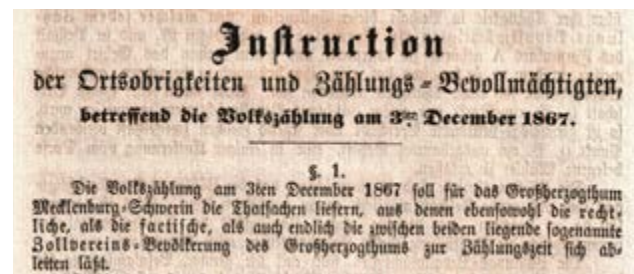 Instruction
der Ortsobrigkeiten und Zählungs-Bevollmächtigten,
betreffend die Volkszählung am 3ten December 1867.
§. 1.
Die Volkszählung am 3ten December 1867 soll für das Großherzogthum
Mecklenburg-Schwerin die Thatsachen liefern, aus denen ebensowohl die recht-
liche, als die factische, als auch endlich die zwischen beiden liegende sogenannte
Zollvereins-Bevölkerung des Großherzogthums zur Zählungszeit sich ab-
leiten läßt.